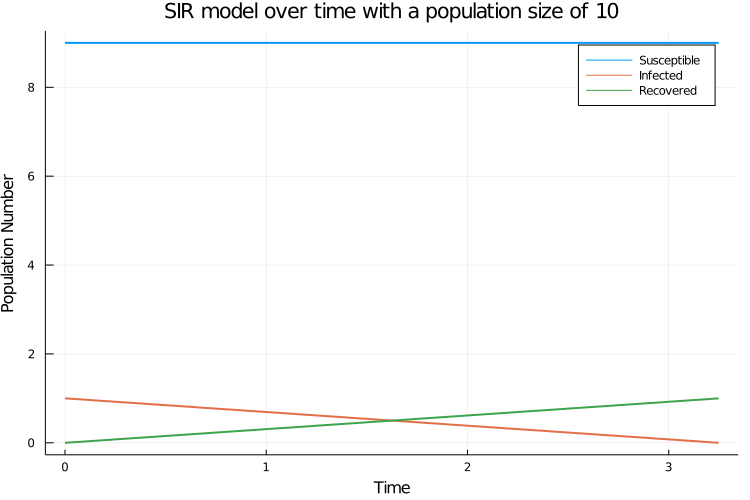 SIR model over time with a population size of 10
Susceptible
Infected
Recovered
Population Number
8
6
4
2
0
0 1 2 3
Time